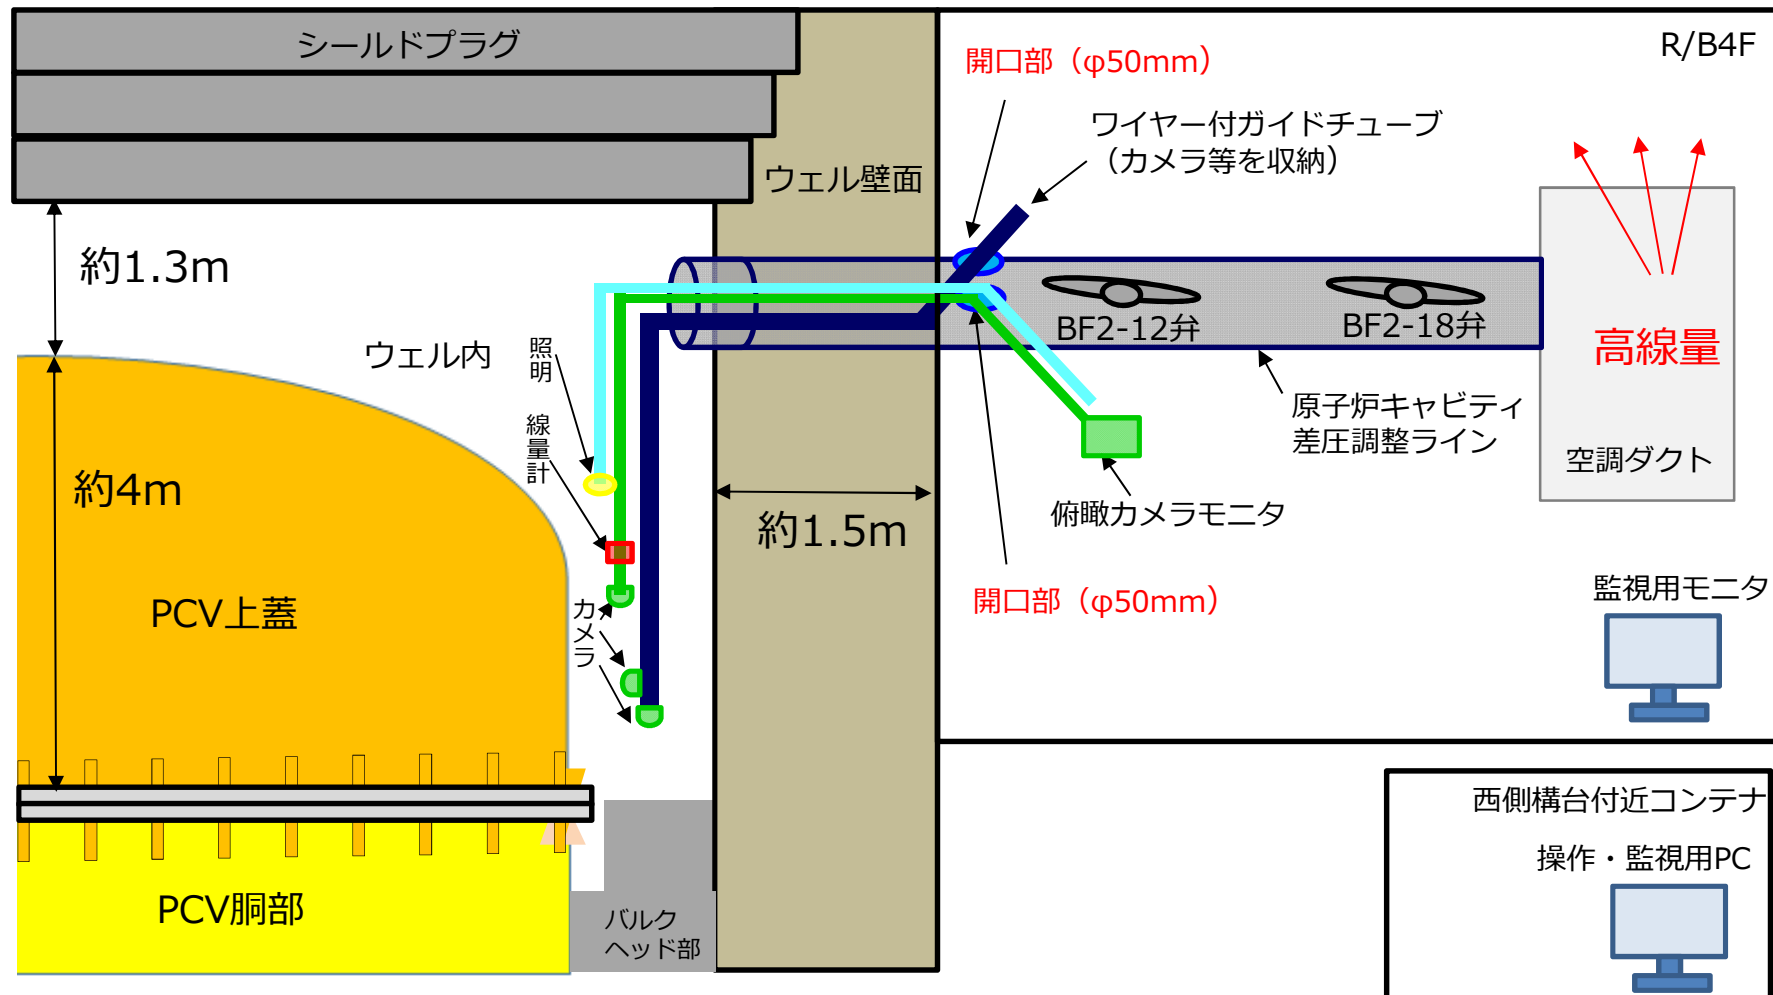 シールドプラグ
R/B4F
開口部（φ50mm）
ワイヤー付ガイドチューブ
（カメラ等を収納）
ウェル壁面
約1.3m
ウェル内
照明
BF2-12弁
BF2-18弁
高線量
線量計
原子炉キャビティ
差圧調整ライン
空調ダクト
約4m
俯瞰カメラモニタ
約1.5m
開口部（φ50mm）
監視用モニタ
PCV上蓋
カメラ
西側構台付近コンテナ
操作・監視用PC
PCV胴部
バルク
ヘッド部